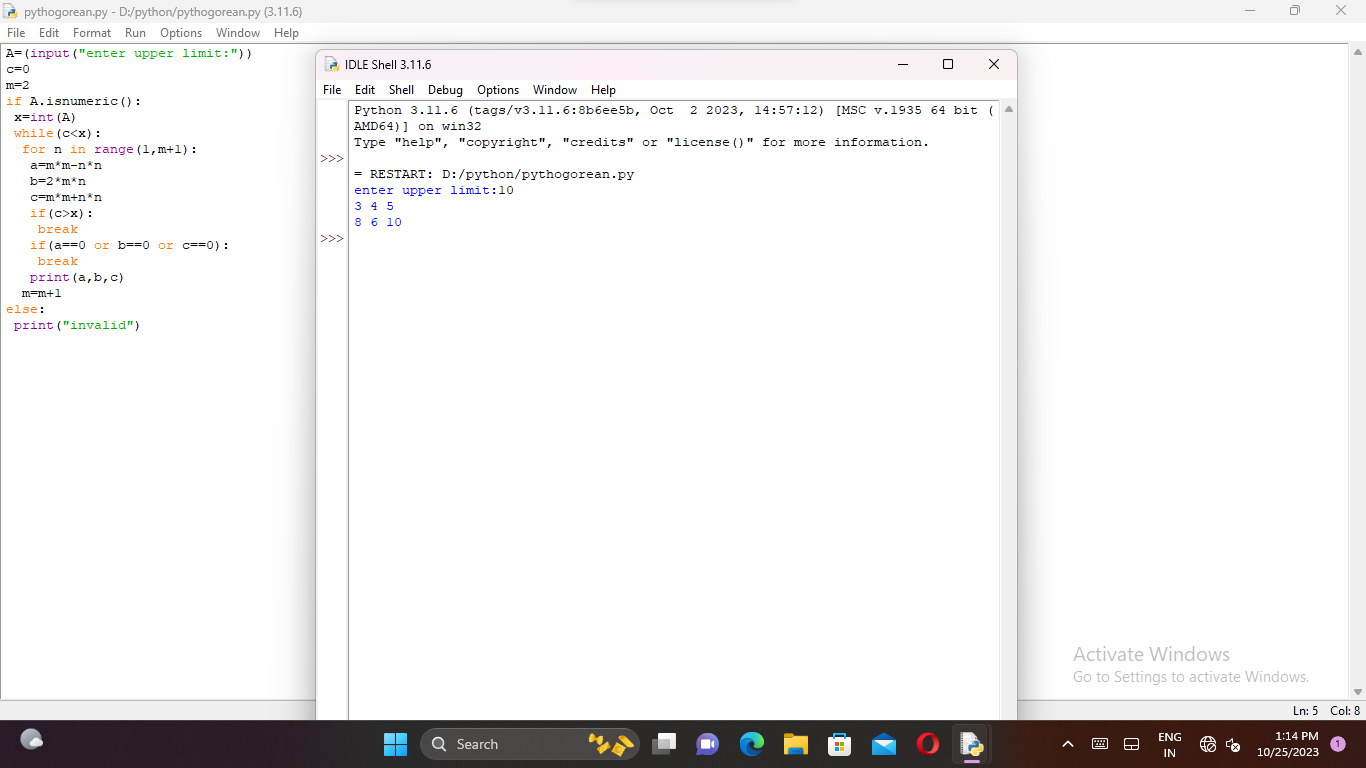 pythogorean.py - D:/python/pythogorean.py (3.11.6)
File Edit Format Run Options Window Help
A=(input("enter upper limit:"))
c=0
m=2
if A.isnumeric():
 x=int(A)
 while(c<x):
  for n in range(1,m+1):
   a=m*m-n*n
   b=2*m*n
   c=m*m+n*n
   if(c>x):
    break
   if(a==0 or b==0 or c==0):
    break
   print(a,b,c)
  m=m+1
else:
 print("invalid")
IDLE Shell 3.11.6
File Edit Shell Debug Options Window Help
Python 3.11.6 (tags/v3.11.6:8b6ee5b, Oct  2 2023, 14:57:12) [MSC v.1935 64 bit (
AMD64)] on win32
Type "help", "copyright", "credits" or "license()" for more information.
>>>
= RESTART: D:/python/pythogorean.py
enter upper limit:10
3 4 5
8 6 10
>>>
Activate Windows
Go to Settings to activate Windows.
Ln: 5 Col: 8
Search
ENG
IN
1:14 PM
10/25/2023
1